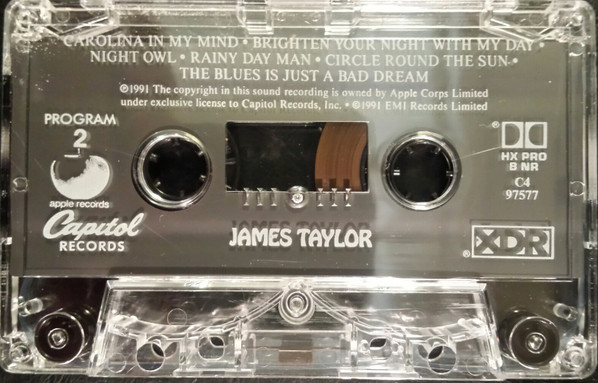 CAROLINA IN MY MIND • BRIGHTEN YOUR NIGHT WITH MY DAY •
NIGHT OWL • RAINY DAY MAN • CIRCLE ROUND THE SUN •
THE BLUES IS JUST A BAD DREAM
℗1991 The copyright in this sound recording is owned by Apple Corps Limited
under exclusive license to Capitol Records, Inc. • ©1991 EMI Records Limited
PROGRAM
2
apple records
Capitol
RECORDS
®
HX PRO
B NR
C4
97577
JAMES TAYLOR
® XDR